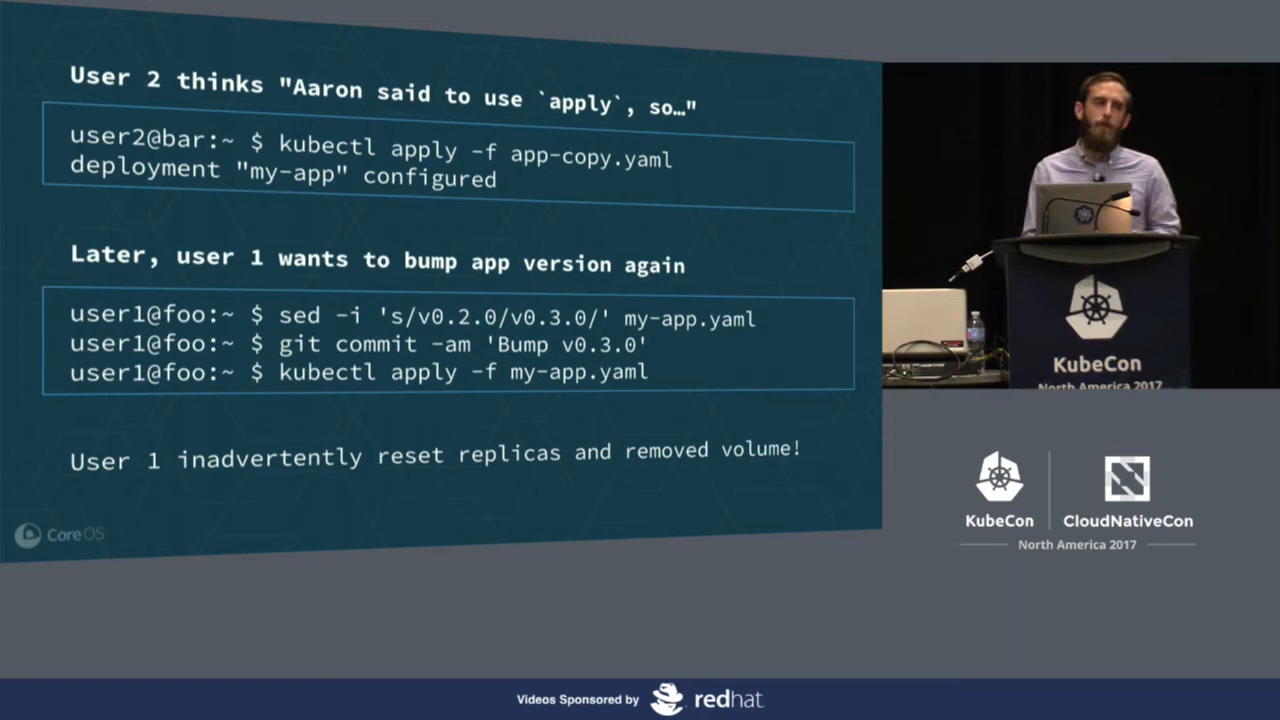 User 2 thinks "Aaron said to use `apply`, so…"
user2@bar:~ $ kubectl apply -f app-copy.yaml
deployment "my-app" configured
Later, user 1 wants to bump app version again
user1@foo:~ $ sed -i 's/v0.2.0/v0.3.0/' my-app.yaml
user1@foo:~ $ git commit -am 'Bump v0.3.0'
user1@foo:~ $ kubectl apply -f my-app.yaml
User 1 inadvertently reset replicas and removed volume!
CoreOS
KubeCon
North America 2017
KubeCon
CloudNativeCon
North America 2017
Videos Sponsored by
redhat